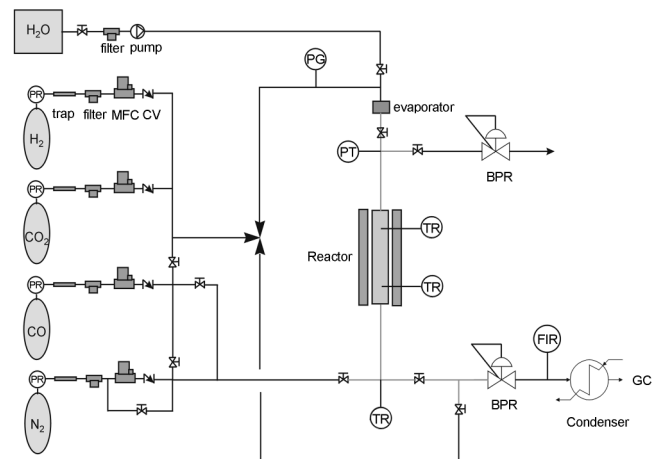 H2O
filter pump
PG
PR
trap filter MFC CV
H2
evaporator
PT
BPR
PR
CO2
TR
Reactor
PR
TR
CO
FIR
PR
GC
BPR
Condenser
TR
N2